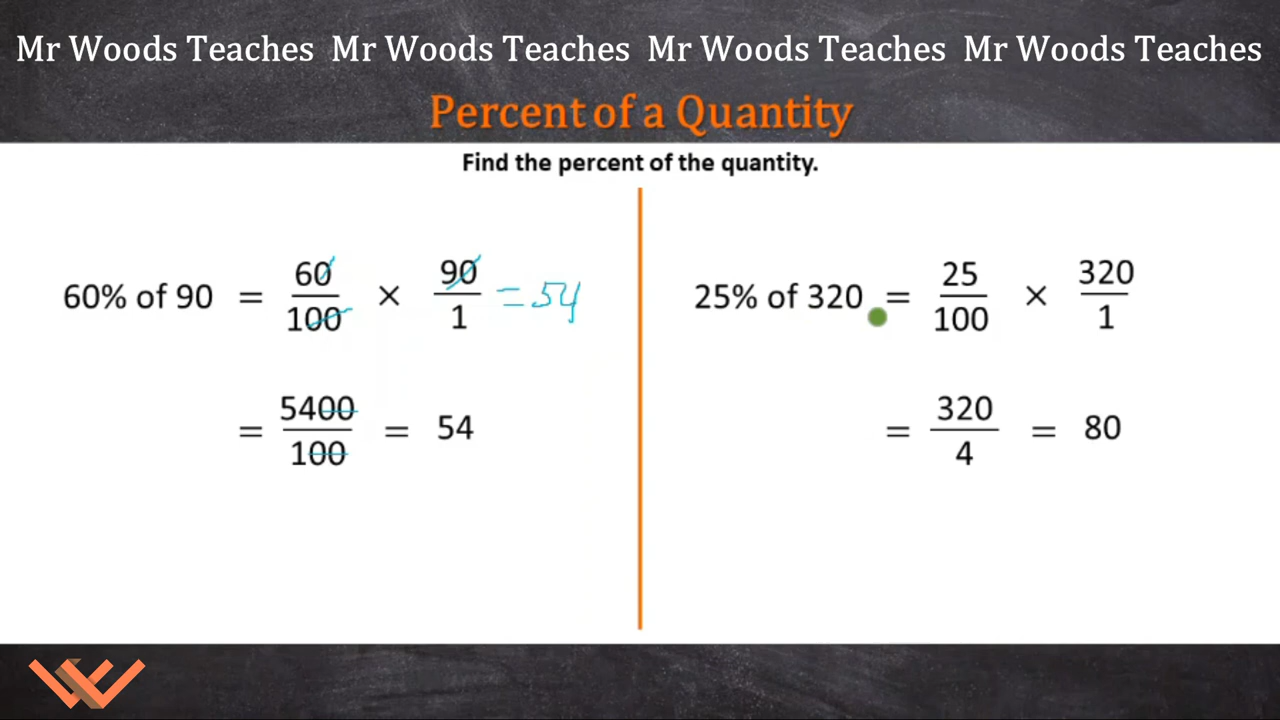 Mr Woods Teaches Mr Woods Teaches Mr Woods Teaches Mr Woods Teaches
Percent of a Quantity
Find the percent of the quantity.
60% of 90 = 60/100 × 90/1 = 54
= 5400/100 = 54
25% of 320 = 25/100 × 320/1
= 320/4 = 80